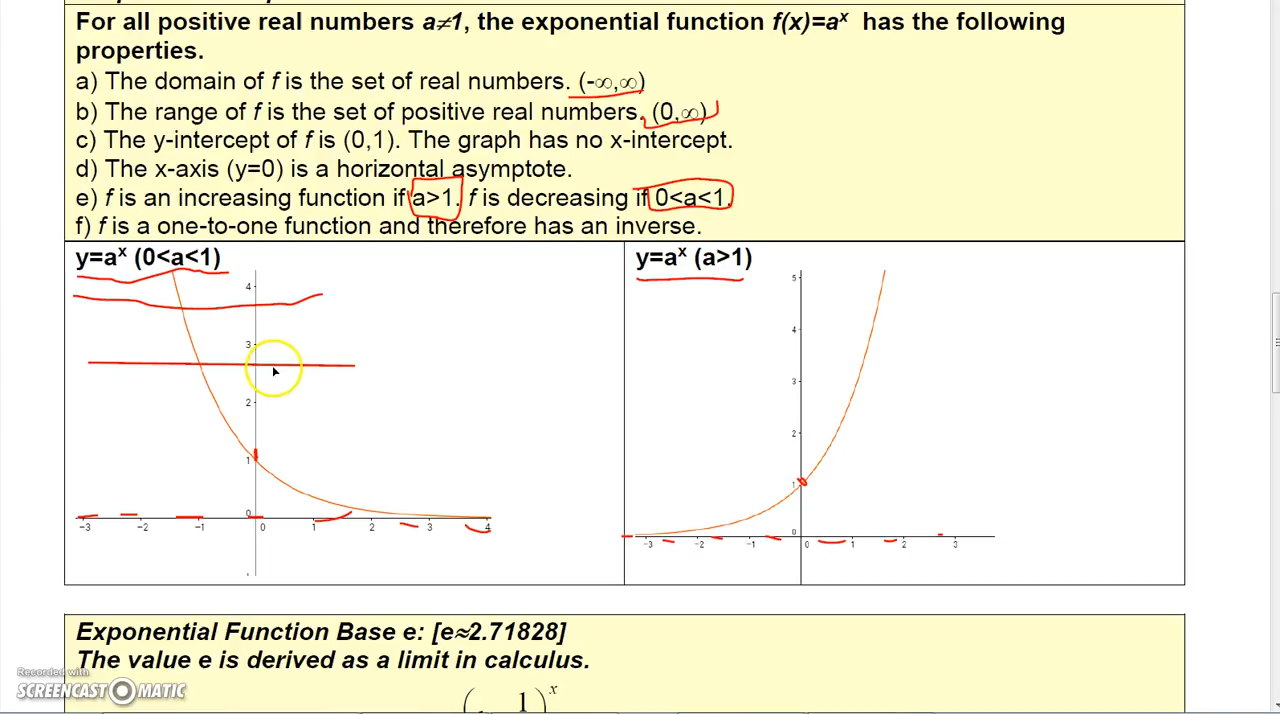 For all positive real numbers a≠1, the exponential function f(x)=aˣ has the following
properties.
a) The domain of f is the set of real numbers. (-∞,∞)
b) The range of f is the set of positive real numbers. (0,∞)
c) The y-intercept of f is (0,1). The graph has no x-intercept.
d) The x-axis (y=0) is a horizontal asymptote.
e) f is an increasing function if a>1. f is decreasing if 0<a<1.
f) f is a one-to-one function and therefore has an inverse.
y=aˣ (0<a<1)
4
3
2
1
0
-3 -2 -1 0 1 2 3 4
y=aˣ (a>1)
5
4
3
2
1
0
-3 -2 -1 0 1 2 3
Exponential Function Base e: [e≈2.71828]
The value e is derived as a limit in calculus.
1
x
Recorded with
SCREENCAST-O-MATIC